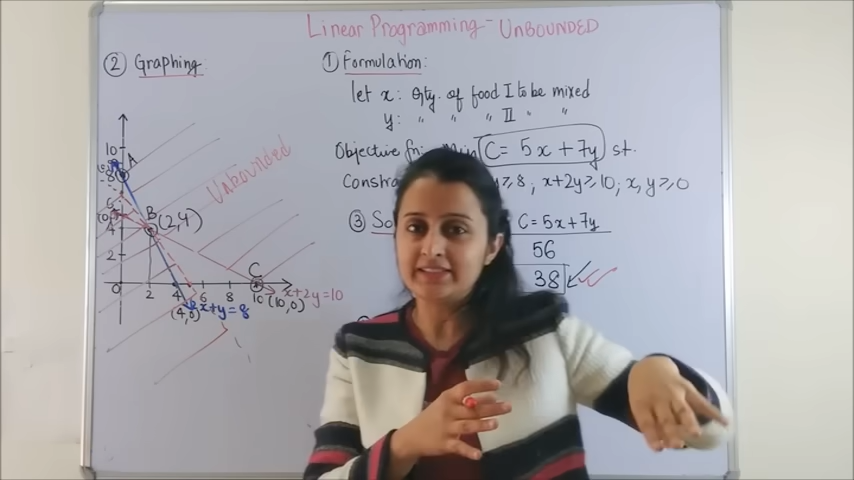 Linear Programming - UNBOUNDED
② Graphing:
10
A
8
6
B (2,4)
4
2
0 2 4 6 8 10
C
(10,0)
x+2y=10
(4,0)
x+y=8
Unbounded
① Formulation:
let x: Qty. of food I to be mixed
y: " " " II " "
Objective fn: Min C = 5x+7y st.
y≥8; x+2y≥10; x,y≥0
③ So
C = 5x+7y
56
38